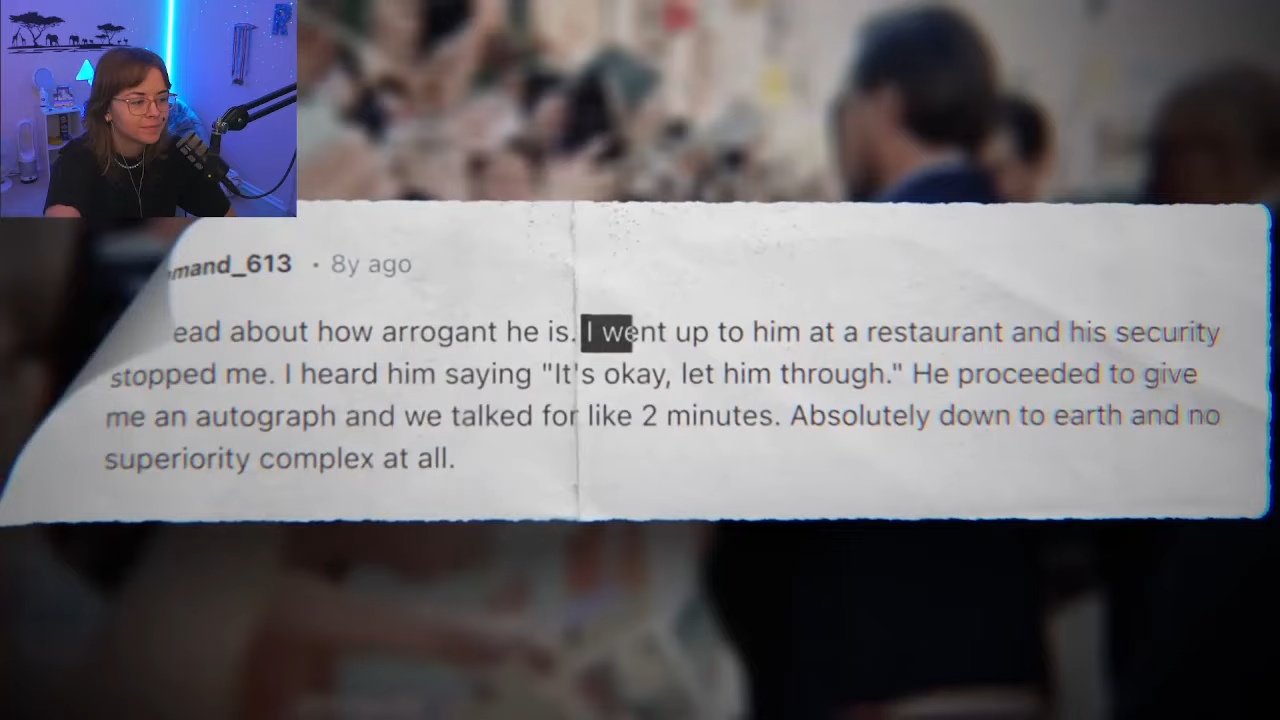 mand_613 · 8y ago
ead about how arrogant he is. I went up to him at a restaurant and his security
stopped me. I heard him saying "It's okay, let him through." He proceeded to give
me an autograph and we talked for like 2 minutes. Absolutely down to earth and no
superiority complex at all.